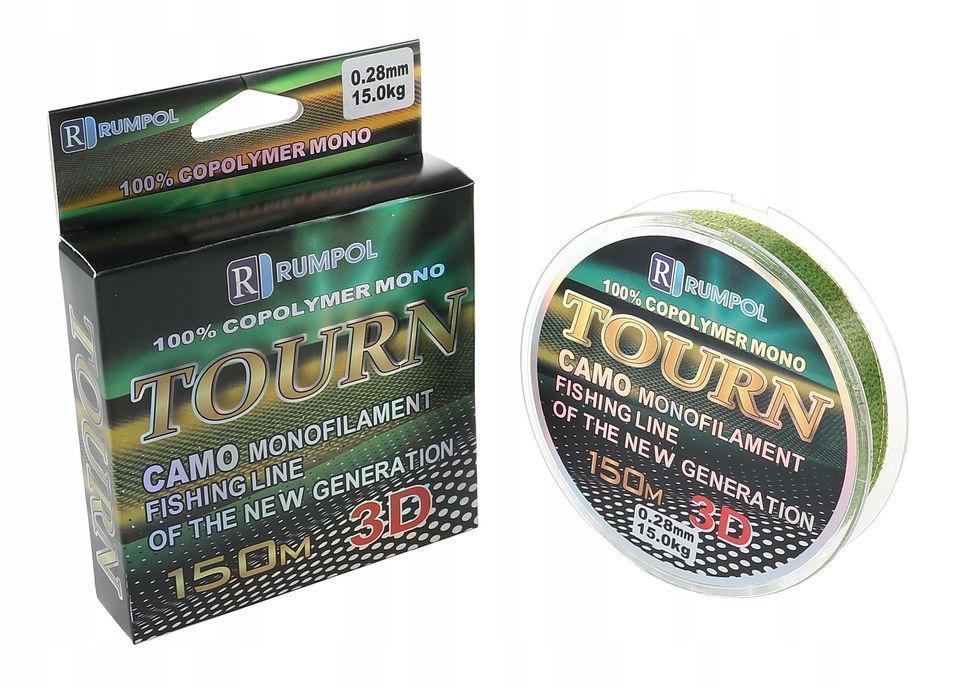 R RUMPOL
0.28mm
15.0kg
100% COPOLYMER MONO
R RUMPOL
100% COPOLYMER MONO
TOURN
CAMO MONOFILAMENT
FISHING LINE
OF THE NEW GENERATION
150M 3D
TOURN
R RUMPOL
100% COPOLYMER MONO
TOURN
CAMO MONOFILAMENT
FISHING LINE
OF THE NEW GENERATION
150M 3D
0.28mm
15.0kg